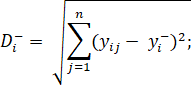 D_i^- = \sqrt{\sum_{j=1}^{n} (y_{ij} - y_i^-)^2};